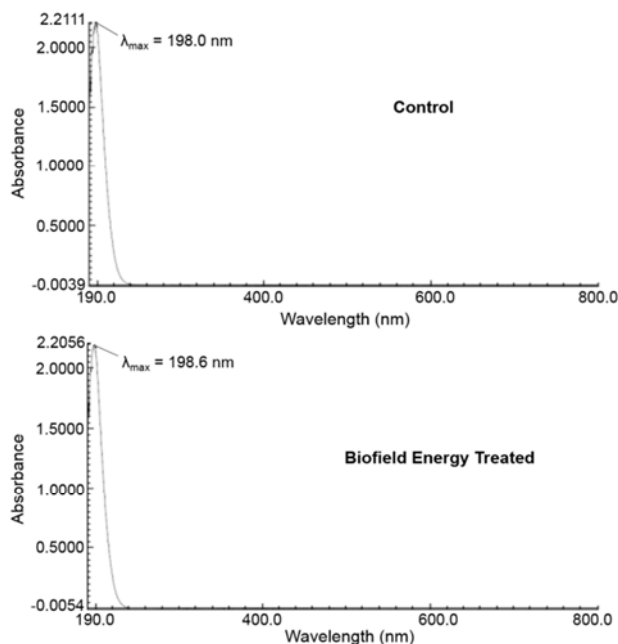 2.2111
2.0000
λmax = 198.0 nm
1.5000
Control
1.0000
0.5000
-0.0039
190.0 400.0 600.0 800.0
Wavelength (nm)
Absorbance
2.2056
2.0000
λmax = 198.6 nm
1.5000
Biofield Energy Treated
1.0000
0.5000
-0.0054
190.0 400.0 600.0 800.0
Wavelength (nm)
Absorbance